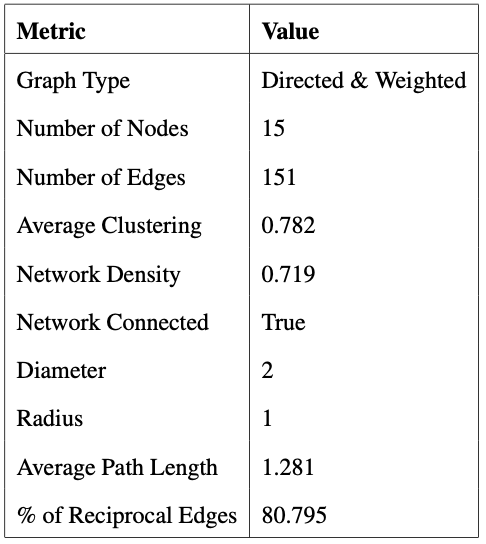 Metric Value
Graph Type Directed & Weighted
Number of Nodes 15
Number of Edges 151
Average Clustering 0.782
Network Density 0.719
Network Connected True
Diameter 2
Radius 1
Average Path Length 1.281
% of Reciprocal Edges 80.795